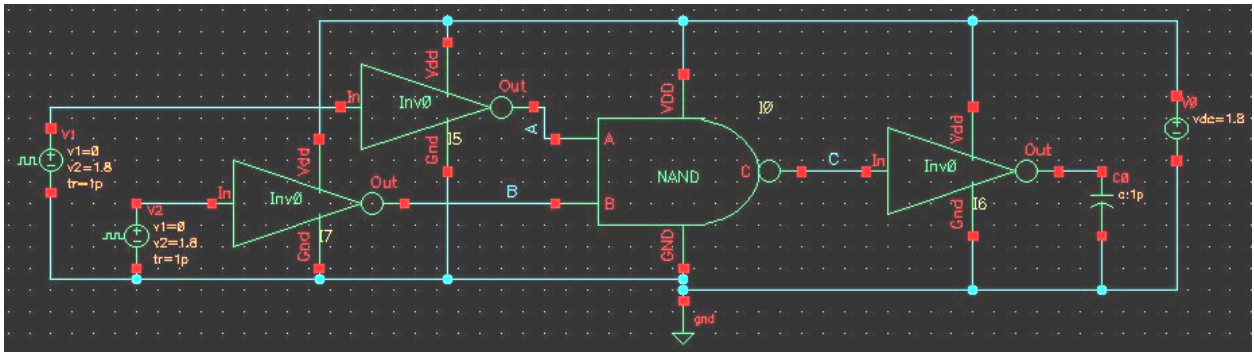 Vdd
Out
In
Inv0
I5
Gnd
A
V1
v1=0
v2=1.8
tr=1p
Vdd
In
Inv0
Out
I7
Gnd
B
V2
v1=0
v2=1.8
tr=1p
VDD
I0
A
NAND
C
B
GND
C
Vdd
In
Inv0
Out
I6
Gnd
C0
c:1p
V0
vdc=1.8
gnd